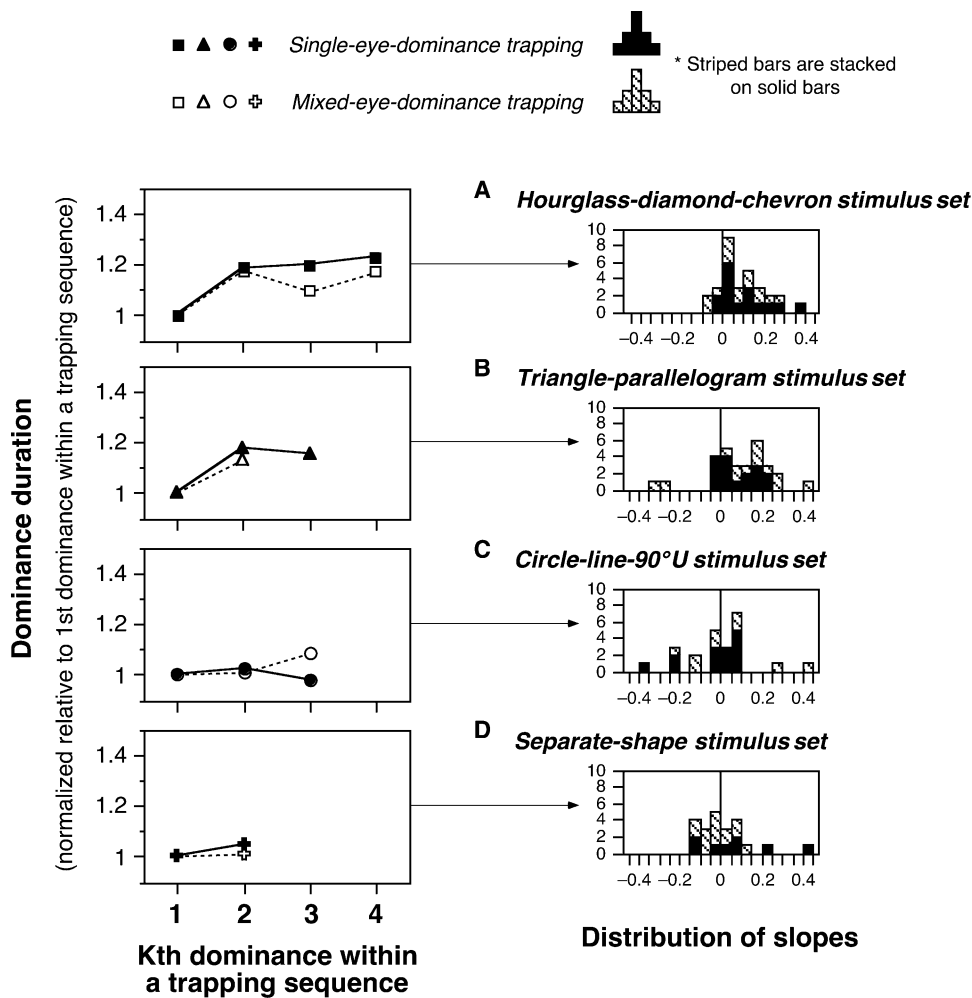 Single-eye-dominance trapping
* Striped bars are stacked
on solid bars
Mixed-eye-dominance trapping
Dominance duration
(normalized relative to 1st dominance within a trapping sequence)
1.4
1.2
1
A
Hourglass-diamond-chevron stimulus set
10
8
6
4
2
0
−0.4 −0.2 0 0.2 0.4
1.4
1.2
1
B
Triangle-parallelogram stimulus set
10
8
6
4
2
0
−0.4 −0.2 0 0.2 0.4
1.4
1.2
1
C
Circle-line-90°U stimulus set
10
8
6
4
2
0
−0.4 −0.2 0 0.2 0.4
1.4
1.2
1
D
Separate-shape stimulus set
10
8
6
4
2
0
−0.4 −0.2 0 0.2 0.4
1 2 3 4
Kth dominance within
a trapping sequence
Distribution of slopes